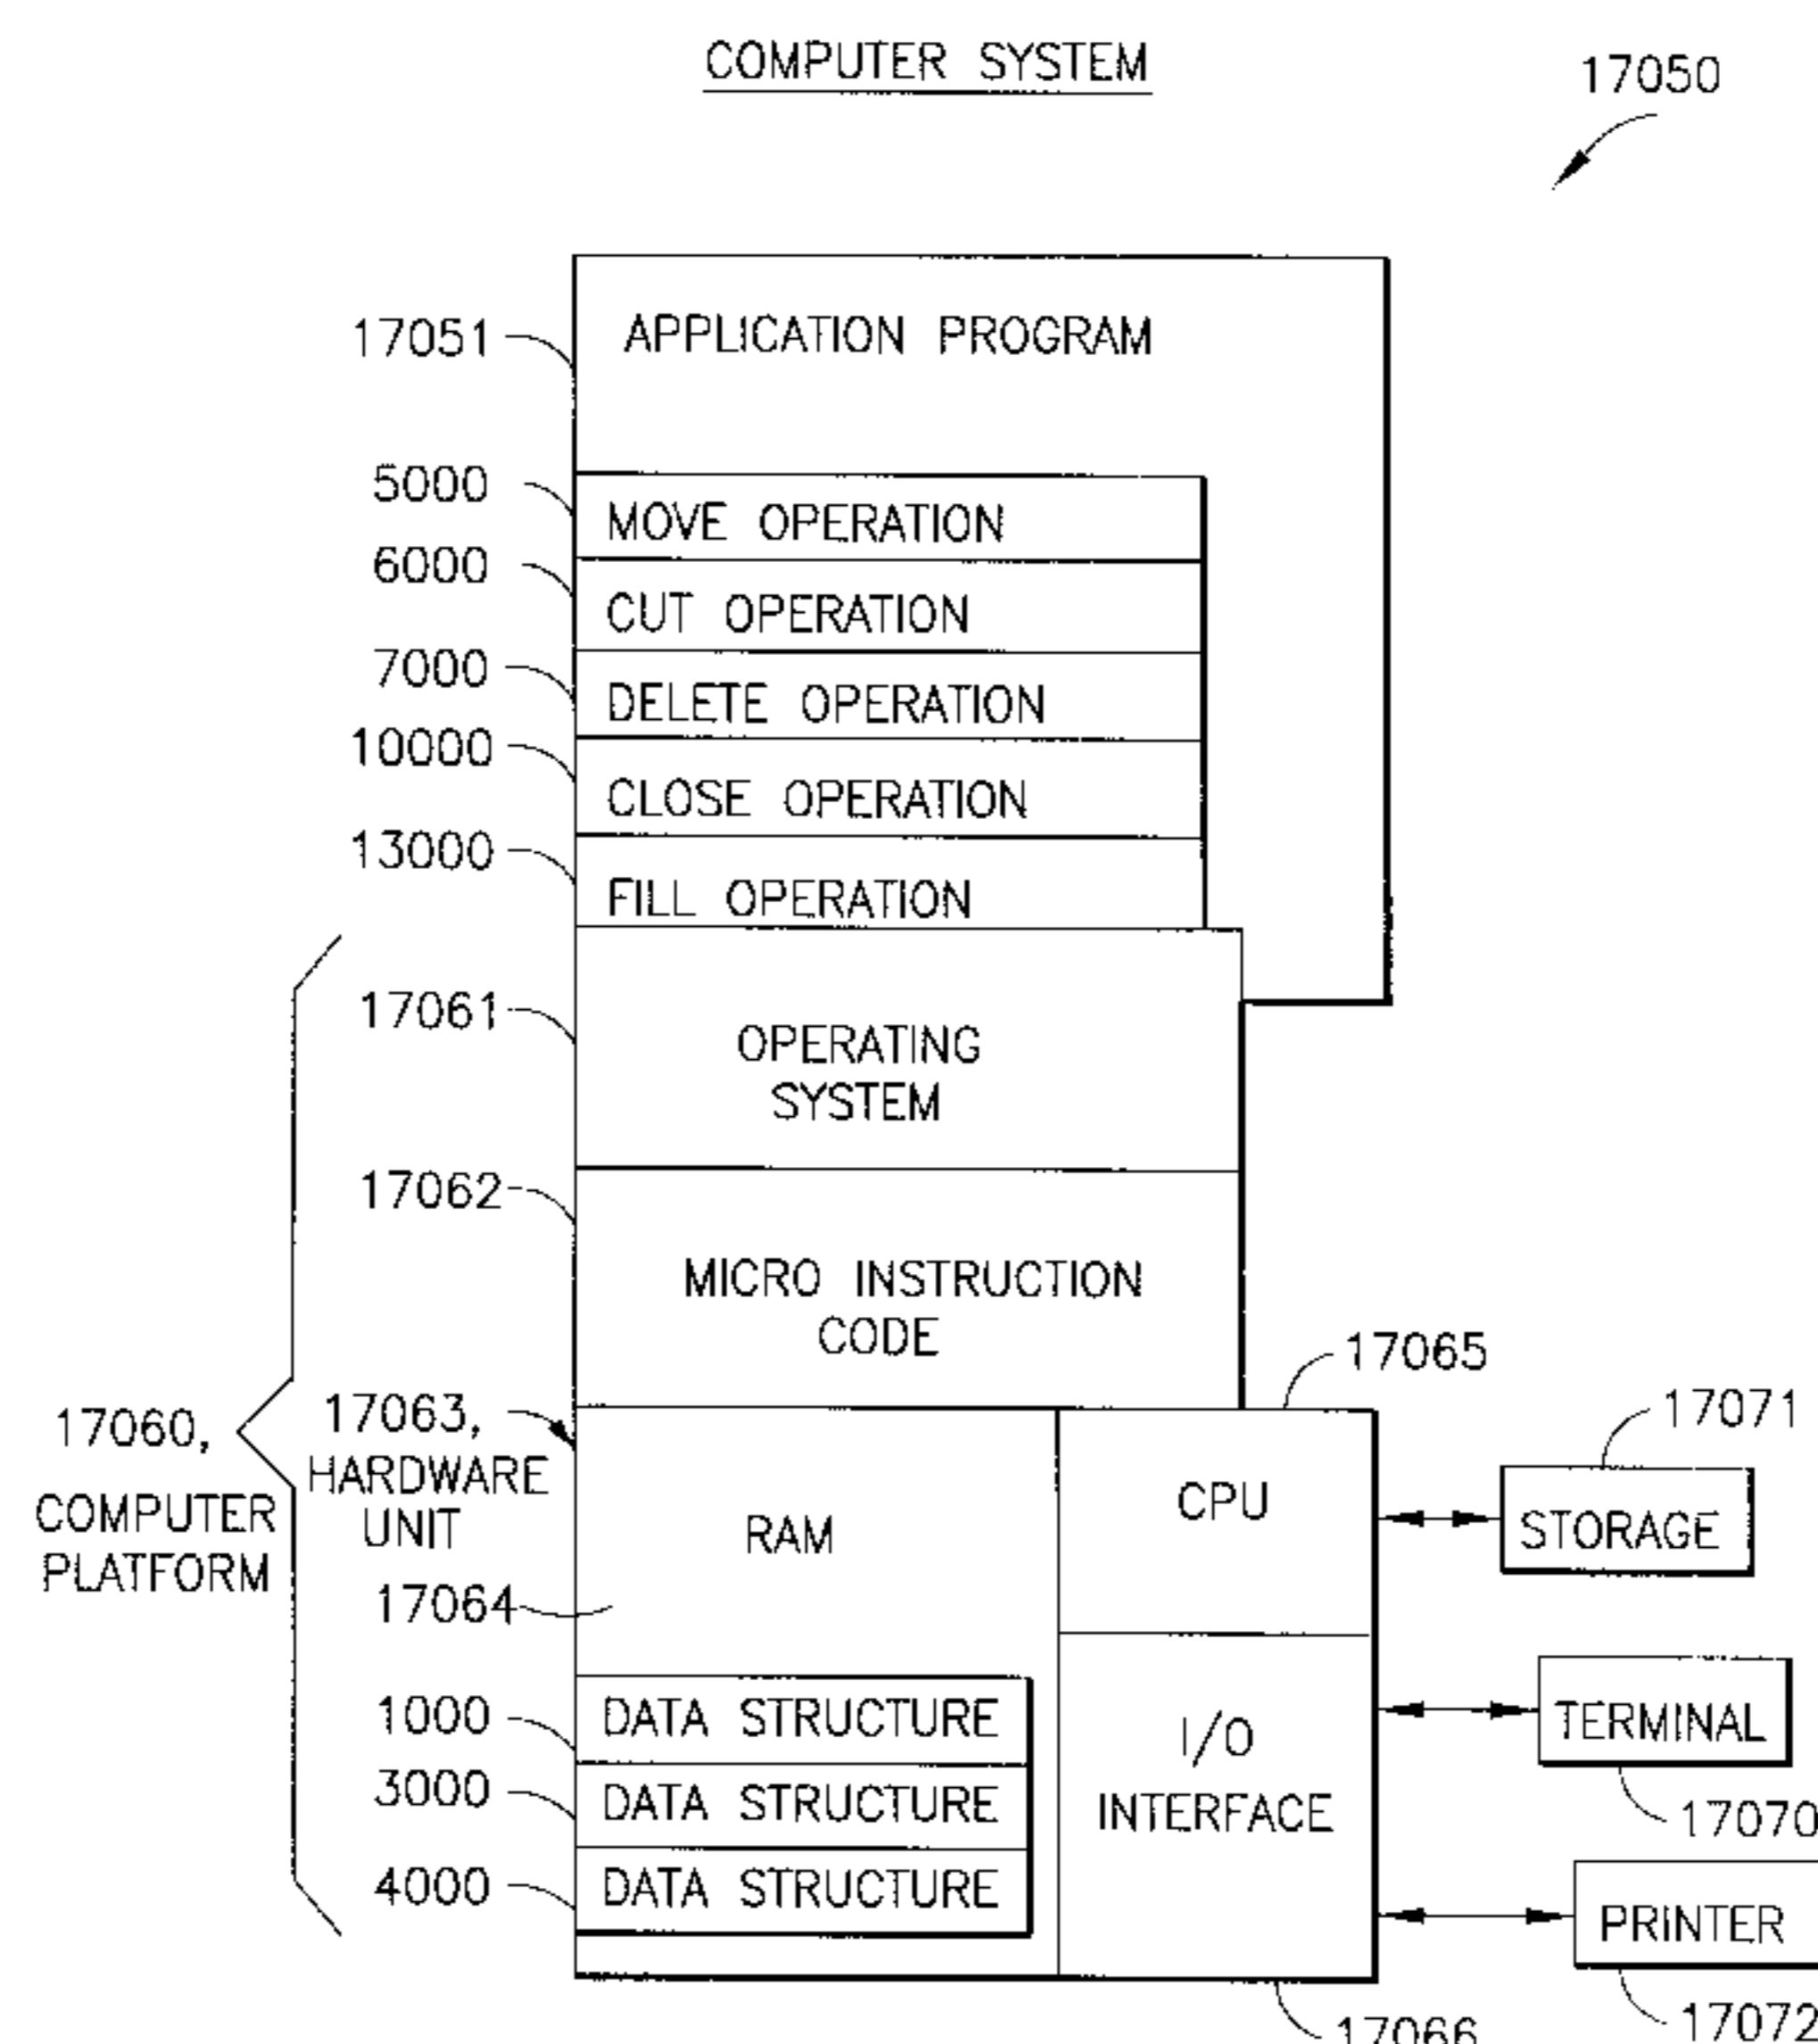 COMPUTER SYSTEM
17050
17051
APPLICATION PROGRAM
5000
MOVE OPERATION
6000
CUT OPERATION
7000
DELETE OPERATION
10000
CLOSE OPERATION
13000
FILL OPERATION
17061
OPERATING
SYSTEM
17062
MICRO INSTRUCTION
CODE
17065
17060,
COMPUTER
PLATFORM
17063,
HARDWARE
UNIT
RAM
CPU
17071
STORAGE
17064
1000
DATA STRUCTURE
3000
DATA STRUCTURE
4000
DATA STRUCTURE
I/O
INTERFACE
TERMINAL
17070
PRINTER
17072
17066